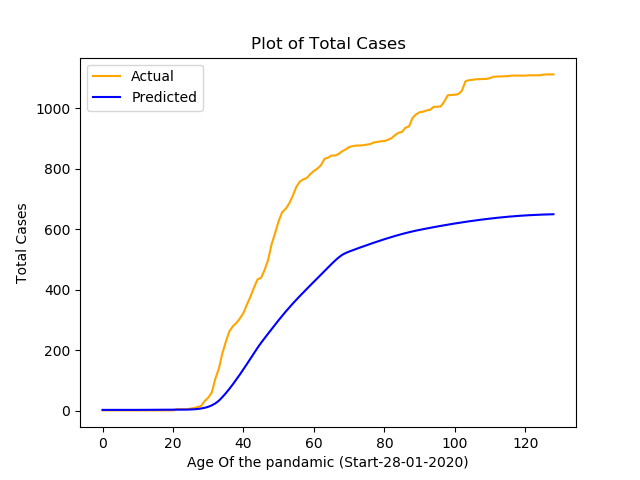 Plot of Total Cases
Actual
Predicted
1000
800
600
400
200
0
Total Cases
0 20 40 60 80 100 120
Age Of the pandamic (Start-28-01-2020)